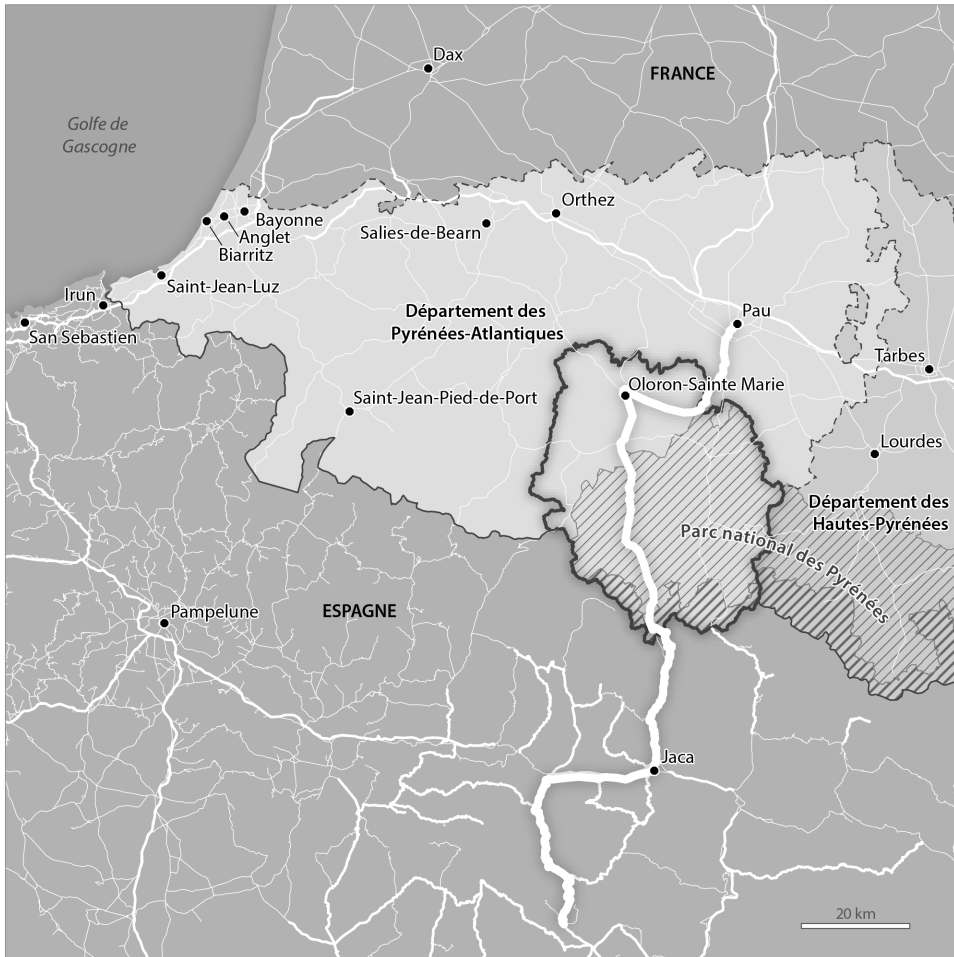 Dax
FRANCE
Golfe de
Gascogne
Orthez
Bayonne
Anglet
Biarritz
Salies-de-Bearn
Saint-Jean-Luz
Irun
San Sebastien
Département des
Pyrénées-Atlantiques
Pau
Tarbes
Oloron-Sainte Marie
Saint-Jean-Pied-de-Port
Lourdes
Département des
Hautes-Pyrénées
Parc national des Pyrénées
Pampelune
ESPAGNE
Jaca
20 km